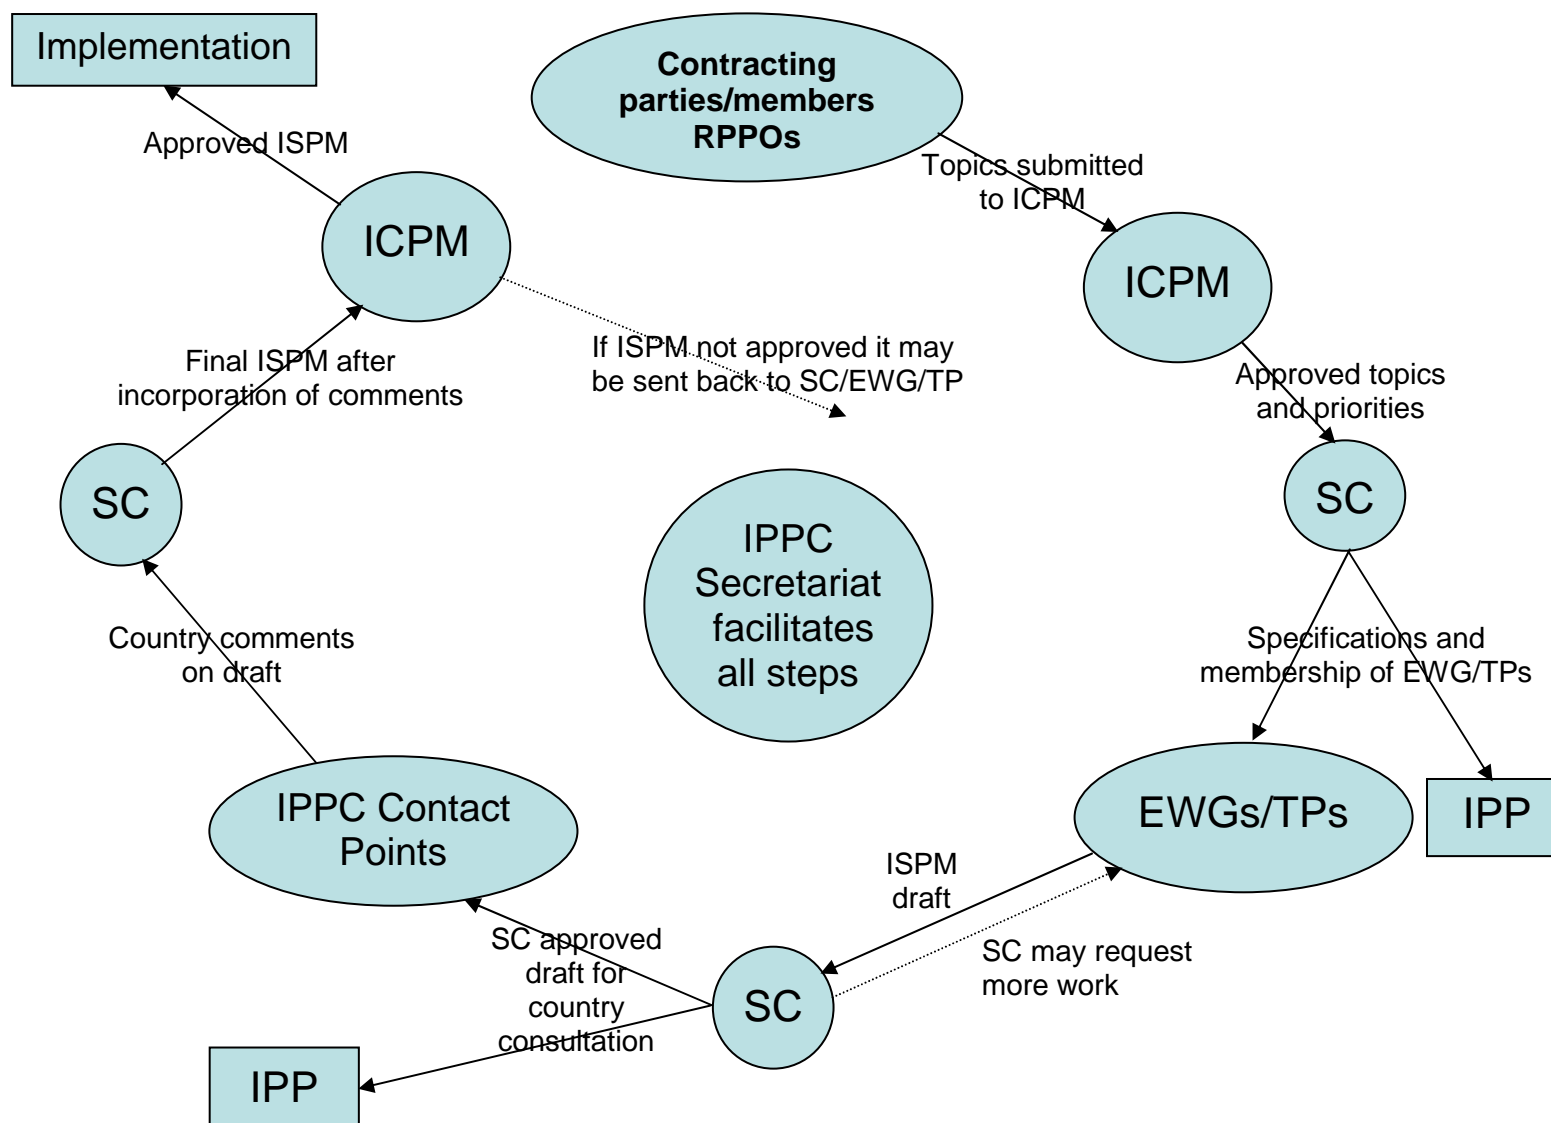 Implementation
Contracting
parties/members
RPPOs
Approved ISPM
Topics submitted
to ICPM
ICPM
ICPM
If ISPM not approved it may
be sent back to SC/EWG/TP
Final ISPM after
incorporation of comments
Approved topics
and priorities
SC
SC
IPPC
Secretariat
facilitates
all steps
Country comments
on draft
Specifications and
membership of EWG/TPs
IPPC Contact
Points
EWGs/TPs
IPP
ISPM
draft
SC approved
draft for
country
consultation
SC may request
more work
SC
IPP